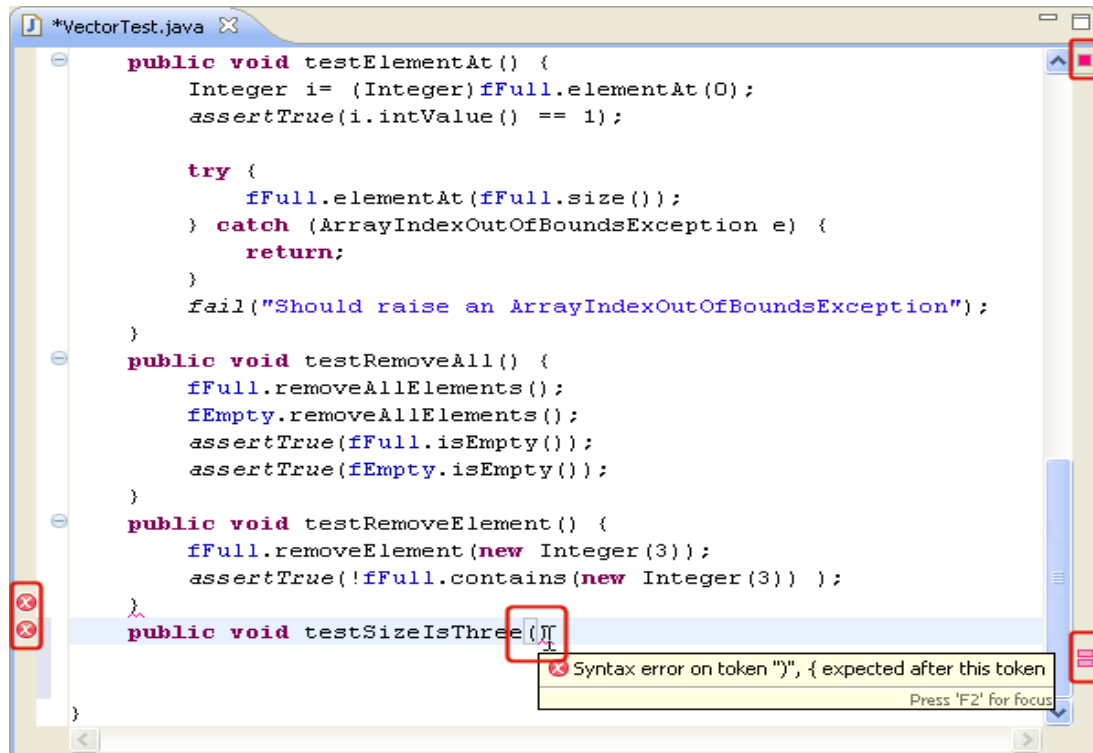 *VectorTest.java
public void testElementAt() {
Integer i= (Integer)fFull.elementAt(0);
assertTrue(i.intValue() == 1);
try {
fFull.elementAt(fFull.size());
} catch (ArrayIndexOutOfBoundsException e) {
return;
}
fail("Should raise an ArrayIndexOutOfBoundsException");
}
public void testRemoveAll() {
fFull.removeAllElements();
fEmpty.removeAllElements();
assertTrue(fFull.isEmpty());
assertTrue(fEmpty.isEmpty());
}
public void testRemoveElement() {
fFull.removeElement(new Integer(3));
assertTrue(!fFull.contains(new Integer(3)) );
}
public void testSizeIsThree()
Syntax error on token ")", { expected after this token
Press 'F2' for focus
}